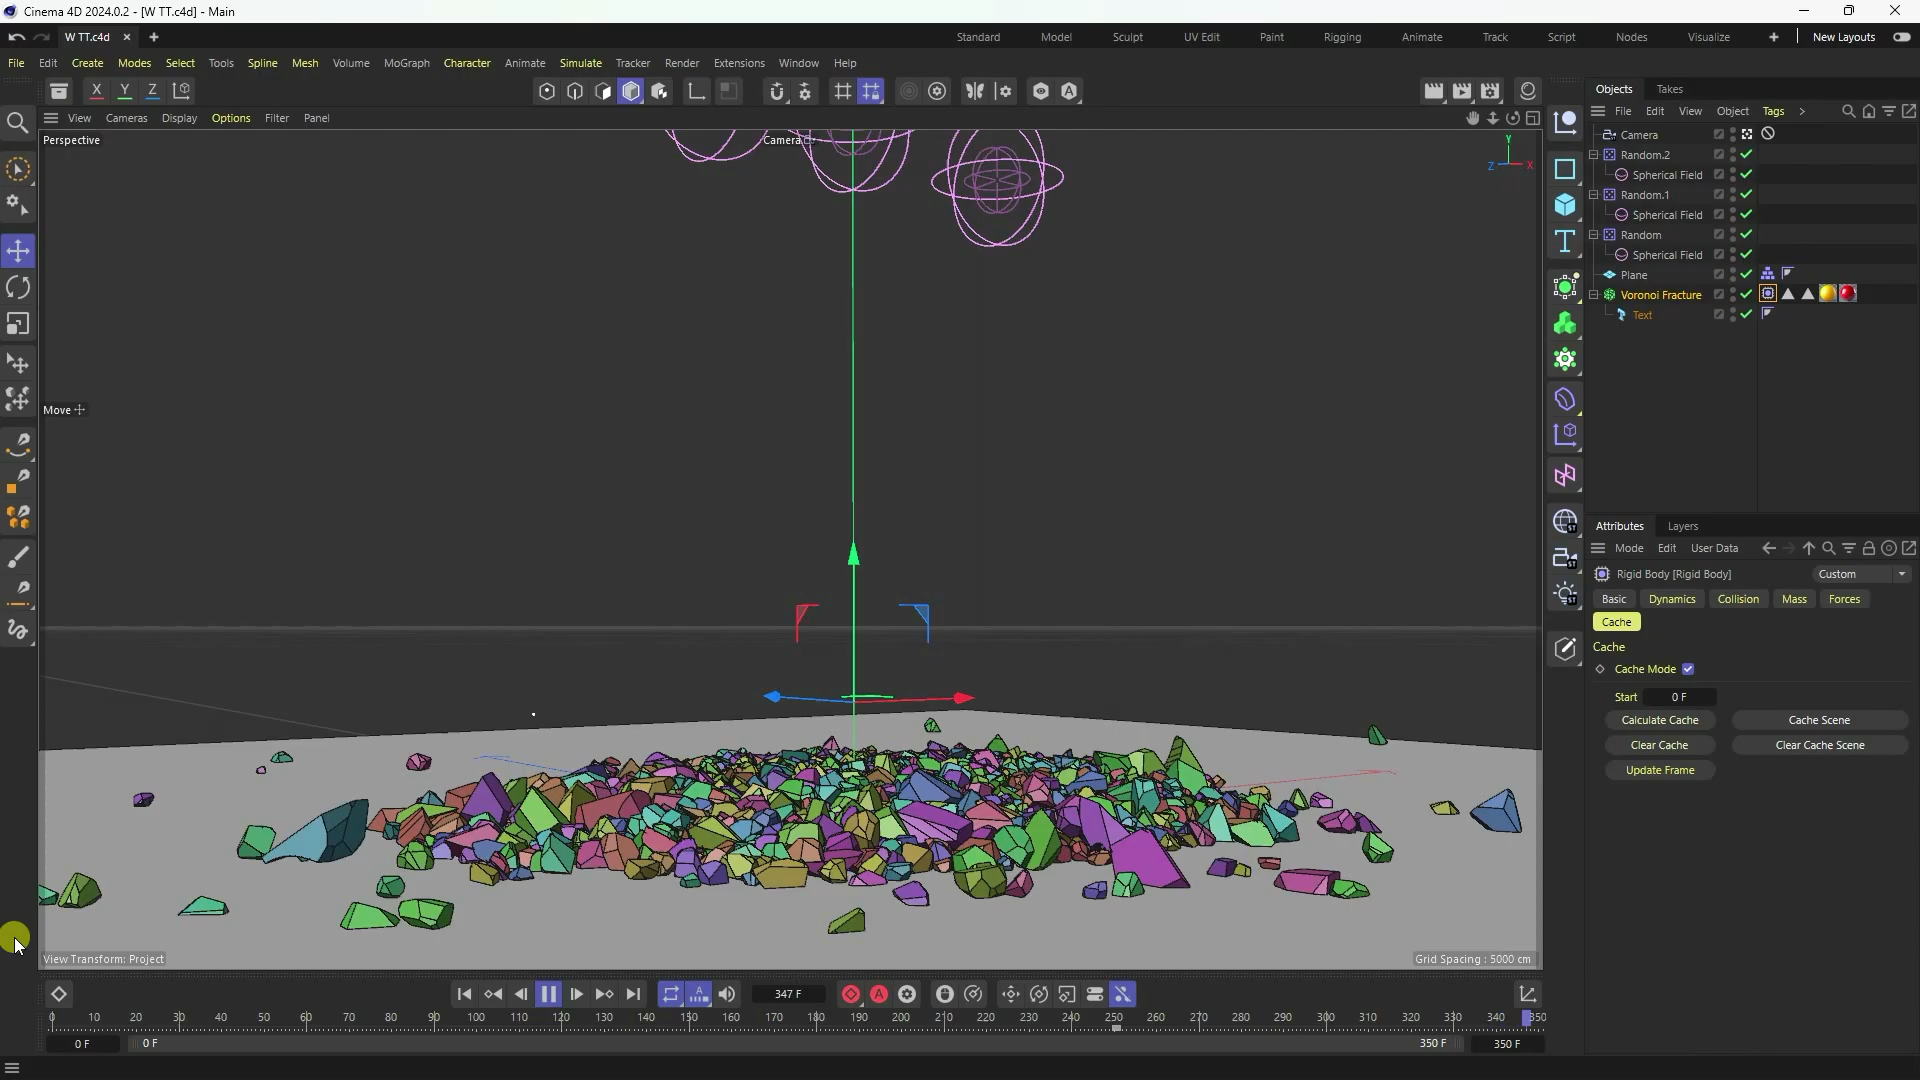 Cinema 4D 2024.0.2 - [W TT.c4d] - Main
W TT.c4d
Standard Model Sculpt UV Edit Paint Rigging Animate Track Script Nodes Visualize New Layouts
File Edit Create Modes Select Tools Spline Mesh Volume MoGraph Character Animate Simulate Tracker Render Extensions Window Help
X Y Z
Objects Takes
View Cameras Display Options Filter Panel
File Edit View Object Tags
Perspective
Camera
Y
Z X
Camera
Random.2
Spherical Field
Random.1
Spherical Field
Random
Spherical Field
Plane
Voronoi Fracture
Text
Move
Attributes Layers
Mode Edit User Data
Rigid Body [Rigid Body] Custom
Basic Dynamics Collision Mass Forces
Cache
Cache
Cache Mode
Start 0 F
Calculate Cache Cache Scene
Clear Cache Clear Cache Scene
Update Frame
View Transform: Project
Grid Spacing : 5000 cm
347 F
0 10 20 30 40 50 60 70 80 90 100 110 120 130 140 150 160 170 180 190 200 210 220 230 240 250 260 270 280 290 300 310 320 330 340 350
0 F 0 F 350 F 350 F